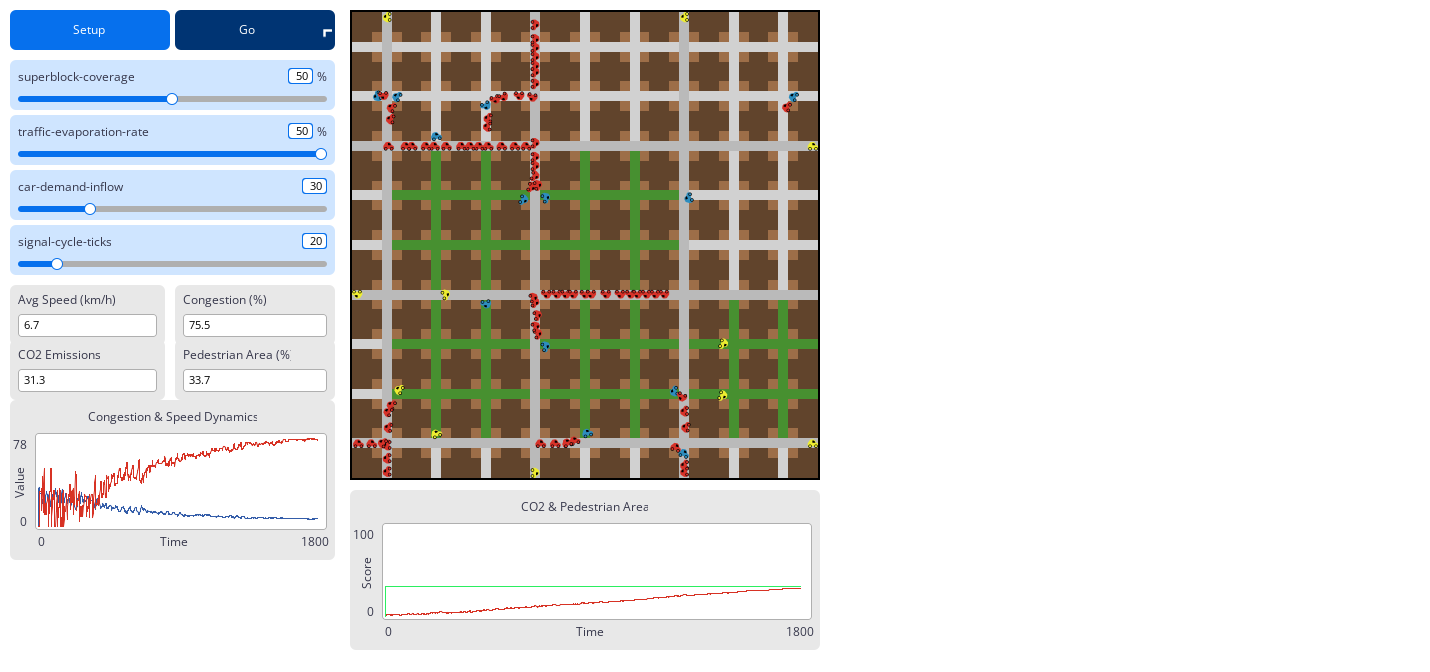 Setup
Go
superblock-coverage 50 %
traffic-evaporation-rate 50 %
car-demand-inflow 30
signal-cycle-ticks 20
Avg Speed (km/h)
6.7
Congestion (%)
75.5
CO2 Emissions
31.3
Pedestrian Area (%
33.7
Congestion & Speed Dynamics
78
Value
0
0 Time 1800
CO2 & Pedestrian Area
100
Score
0
0 Time 1800